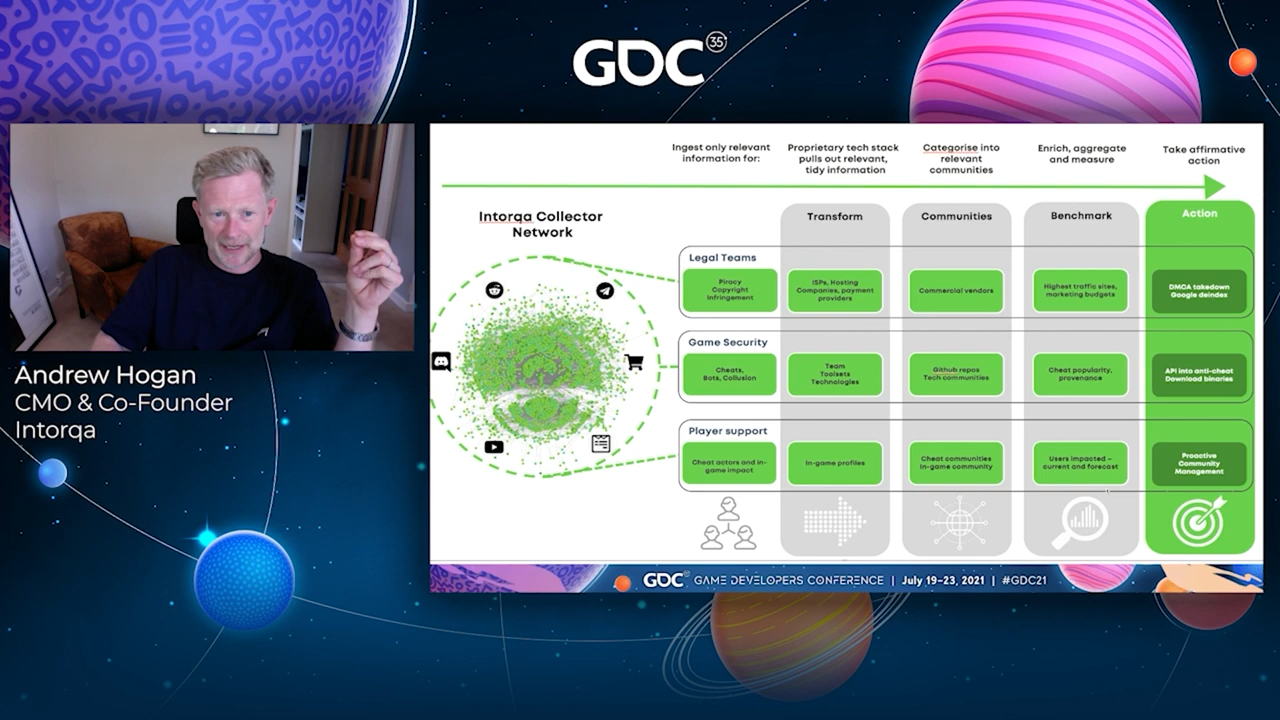 GDC 35
Andrew Hogan
CMO & Co-Founder
Intorqa
Ingest only relevant
information for:
Proprietary tech stack
pulls out relevant,
tidy information
Categorise into
relevant
communities
Enrich, aggregate
and measure
Take affirmative
action
Intorqa Collector
Network
Transform
Communities
Benchmark
Action
Legal Teams
Piracy
Copyright
Infringement
ISPs, Hosting
Companies, payment
providers
Commercial vendors
Highest traffic sites,
marketing budgets
DMCA takedown
Google deindex
Game Security
Cheats,
Bots, Collusion
Team
Toolsets
Technologies
Github repos
Tech communities
Cheat popularity,
provenance
API into anti-cheat
Download binaries
Player support
Cheat actors and in-
game impact
In-game profiles
Cheat communities
In-game community
Users impacted –
current and forecast
Proactive
Community
Management
GDC GAME DEVELOPERS CONFERENCE | July 19-23, 2021 | #GDC21